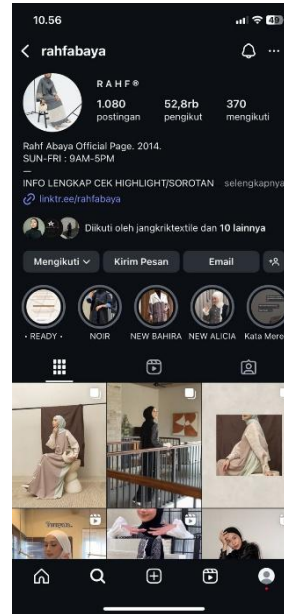 10.56
49
rahfabaya
R A H F ®
1.080
52,8rb
370
postingan
pengikut
mengikuti
Rahf Abaya Official Page. 2014.
SUN-FRI : 9AM-5PM
—
INFO LENGKAP CEK HIGHLIGHT/SOROTAN selengkapnya
linktr.ee/rahfabaya
Diikuti oleh jangkriktextile dan 10 lainnya
Mengikuti
Kirim Pesan
Email
• READY •
NOIR
NEW BAHIRA
NEW ALICIA
Kata Mere